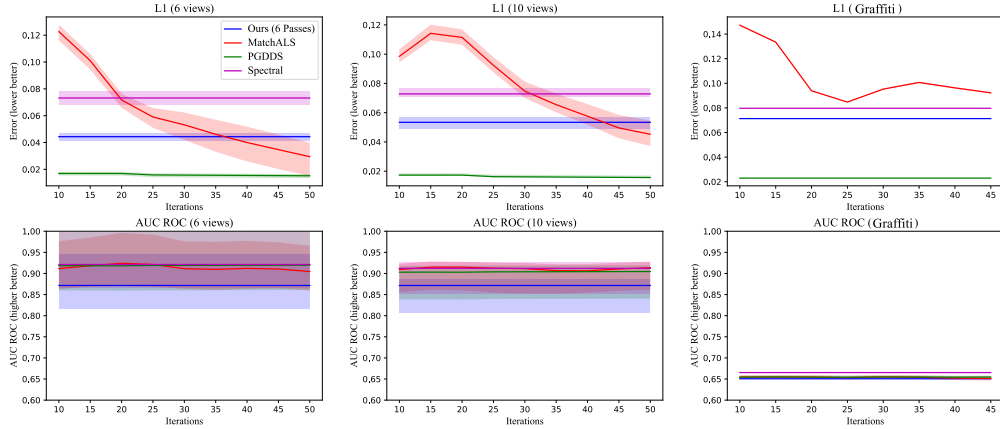 L1 (6 views)
Error (lower better)
0.12
0.10
0.08
0.06
0.04
0.02
10 15 20 25 30 35 40 45 50
Iterations
Ours (6 Passes)
MatchALS
PGDDS
Spectral
L1 (10 views)
Error (lower better)
0.12
0.10
0.08
0.06
0.04
0.02
10 15 20 25 30 35 40 45 50
Iterations
L1 (Graffiti)
Error (lower better)
0.14
0.12
0.10
0.08
0.06
0.04
0.02
10 15 20 25 30 35 40 45
Iterations
AUC ROC (6 views)
AUC ROC (higher better)
1.00
0.95
0.90
0.85
0.80
0.75
0.70
0.65
0.60
10 15 20 25 30 35 40 45 50
Iterations
AUC ROC (10 views)
AUC ROC (higher better)
1.00
0.95
0.90
0.85
0.80
0.75
0.70
0.65
0.60
10 15 20 25 30 35 40 45 50
Iterations
AUC ROC (Graffiti)
AUC ROC (higher better)
1.00
0.95
0.90
0.85
0.80
0.75
0.70
0.65
0.60
10 15 20 25 30 35 40 45
Iterations